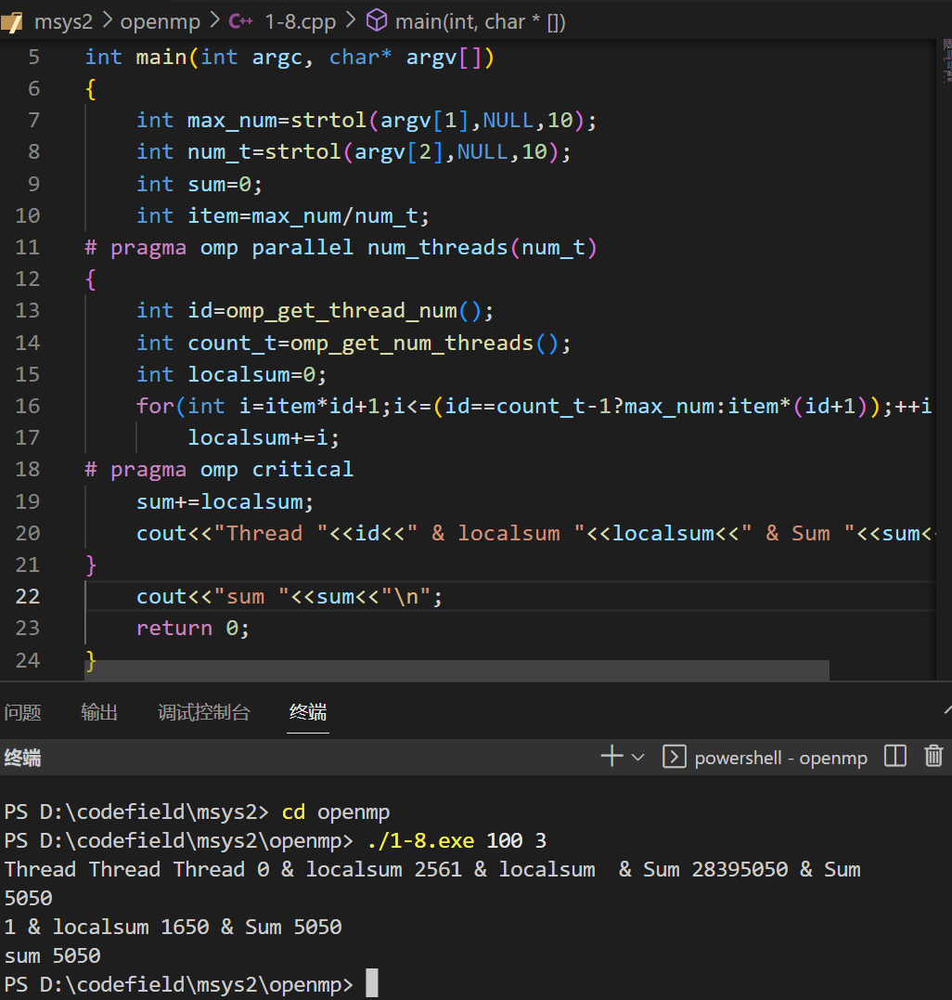 msys2 > openmp > C++ 1-8.cpp > main(int, char * [])
5 int main(int argc, char* argv[])
6 {
7 int max_num=strtol(argv[1],NULL,10);
8 int num_t=strtol(argv[2],NULL,10);
9 int sum=0;
10 int item=max_num/num_t;
11 # pragma omp parallel num_threads(num_t)
12 {
13 int id=omp_get_thread_num();
14 int count_t=omp_get_num_threads();
15 int localsum=0;
16 for(int i=item*id+1;i<=(id==count_t-1?max_num:item*(id+1));++i
17 localsum+=i;
18 # pragma omp critical
19 sum+=localsum;
20 cout<<"Thread "<<id<<" & localsum "<<localsum<<" & Sum "<<sum<
21 }
22 cout<<"sum "<<sum<<"\n";
23 return 0;
24 }
问题 输出 调试控制台 终端
终端 powershell - openmp
PS D:\codefield\msys2> cd openmp
PS D:\codefield\msys2\openmp> ./1-8.exe 100 3
Thread Thread Thread 0 & localsum 2561 & localsum  & Sum 28395050 & Sum
5050
1 & localsum 1650 & Sum 5050
sum 5050
PS D:\codefield\msys2\openmp>